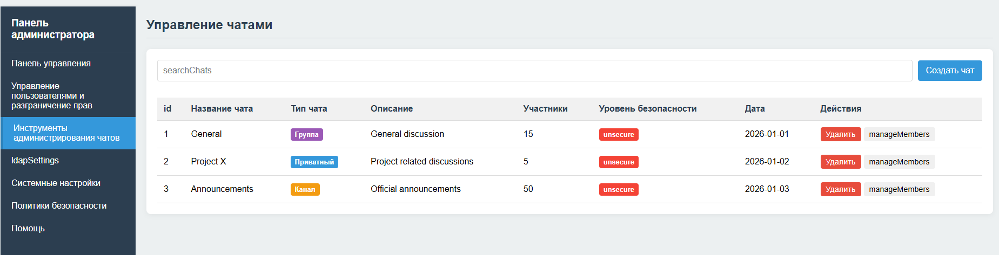 Панель
администратора
Панель управления
Управление
пользователями и
разграничение прав
Инструменты
администрирования чатов
ldapSettings
Системные настройки
Политики безопасности
Помощь
Управление чатами
searchChats
Создать чат
id Название чата Тип чата Описание Участники Уровень безопасности Дата Действия
1 General Группа General discussion 15 unsecure 2026-01-01 Удалить manageMembers
2 Project X Приватный Project related discussions 5 unsecure 2026-01-02 Удалить manageMembers
3 Announcements Канал Official announcements 50 unsecure 2026-01-03 Удалить manageMembers